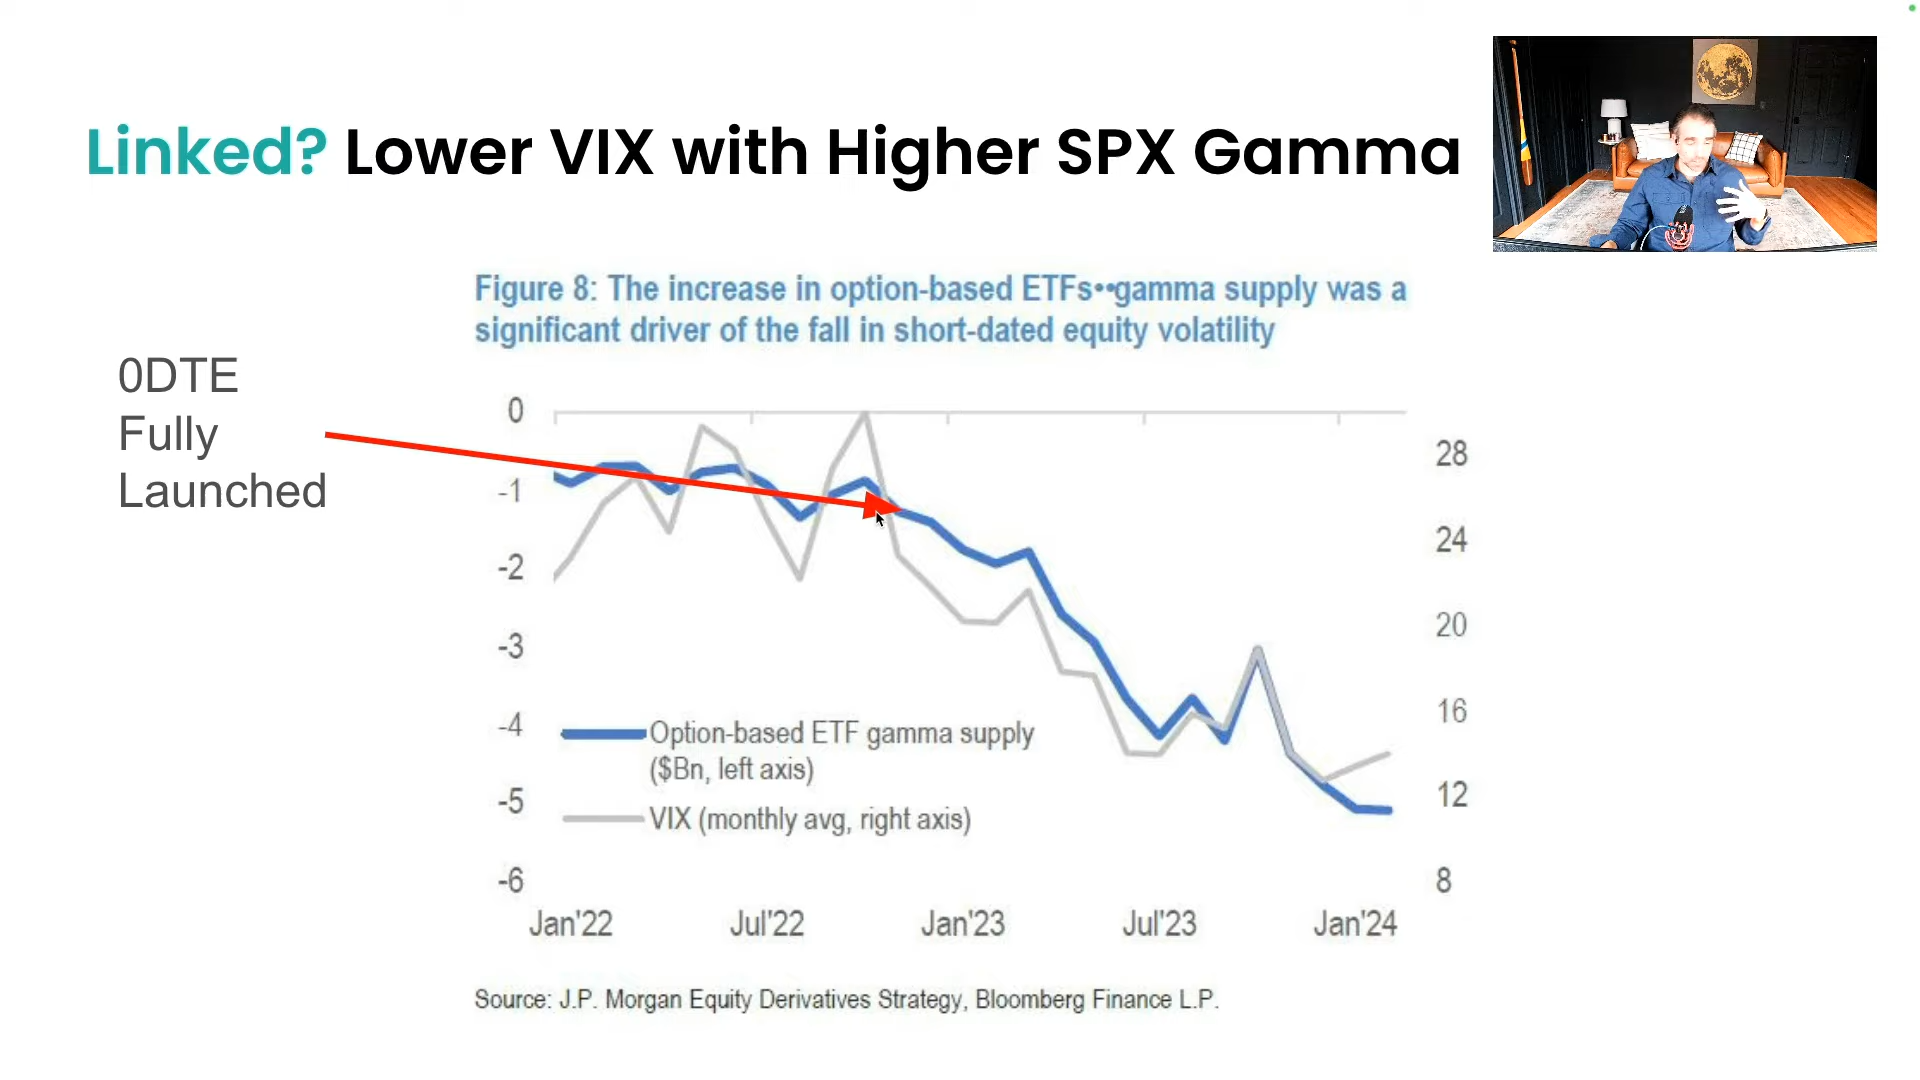 Linked? Lower VIX with Higher SPX Gamma
Figure 8: The increase in option-based ETFs••gamma supply was a
significant driver of the fall in short-dated equity volatility
0DTE
Fully
Launched
0
-1
-2
-3
-4
-5
-6
28
24
20
16
12
8
Option-based ETF gamma supply
($Bn, left axis)
VIX (monthly avg, right axis)
Jan'22 Jul'22 Jan'23 Jul'23 Jan'24
Source: J.P. Morgan Equity Derivatives Strategy, Bloomberg Finance L.P.